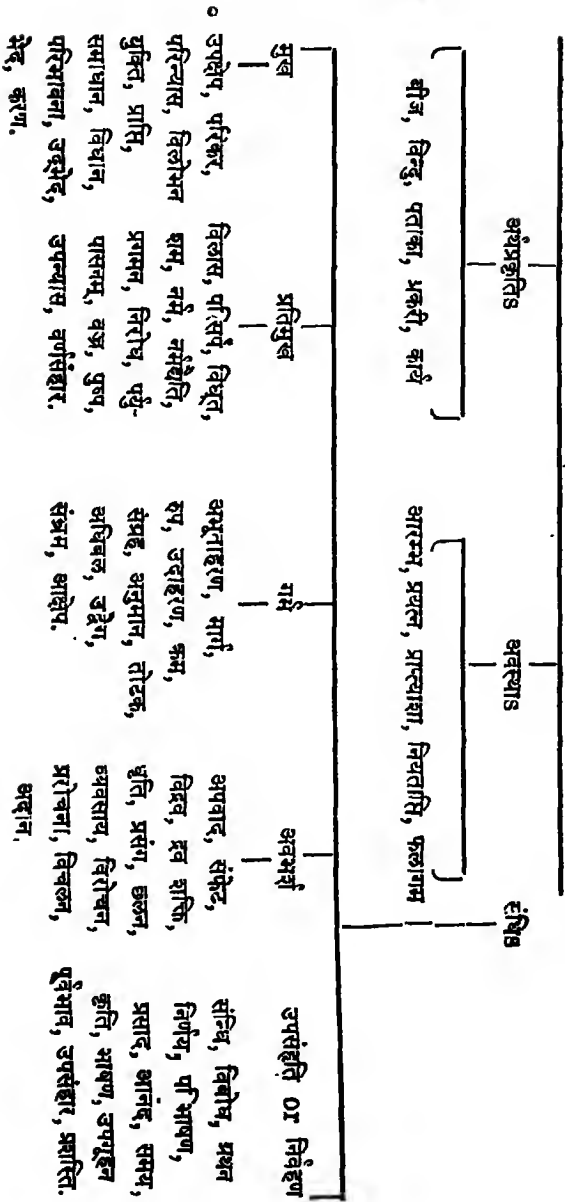 अर्थप्रकृतिs
बीज, बिन्दु, पताका, प्रकरी, कार्य
अवस्थाs
आरम्भ, प्रयत्न, प्राप्त्याशा, नियताप्ति, फलागम
संधिs
मुख
उपक्षेप, परिकर,
परिन्यास, विलोभन
युक्ति, प्राप्ति,
समाधान, विधान,
परिभावना, उद्भेद,
भेद, करण.
प्रतिमुख
विलास, परिसर्प, विधूत,
शम, नर्म, नर्मद्युति,
प्रगमन, निरोध, पर्यु-
पासनम्, वज्र, पुष्प,
उपन्यास, वर्णसंहार.
गर्भ
अभूताहरण, मार्ग,
रूप, उदाहरण, क्रम,
संग्रह, अनुमान, तोटक,
अधिबल, उद्वेग,
संभ्रम, आक्षेप.
अवमर्श
अपवाद, संफेट,
विद्रव, द्रव शक्ति,
द्युति, प्रसंग, छलन,
व्यवसाय, विरोधन,
प्ररोचना, विचलन,
आदान.
उपसंहृति or निर्वहण
सन्धि, विबोध, ग्रथन
निर्णय, परिभाषण,
प्रसाद, आनंद, समय,
कृति, भाषण, उपगूहन
पूर्वभाव, उपसंहार, प्रशस्ति.